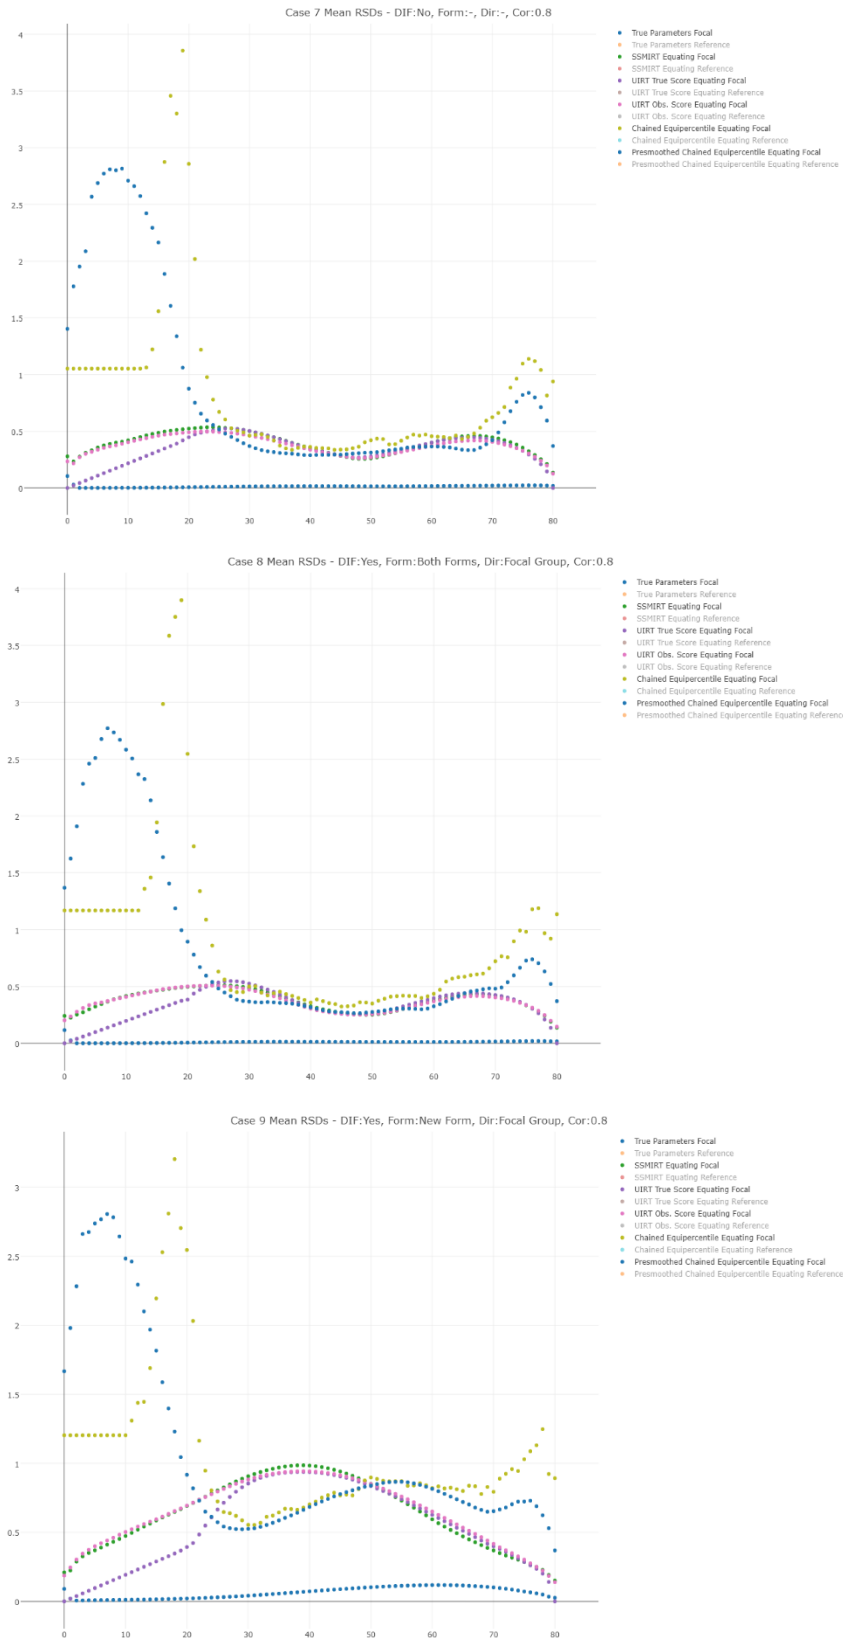 Case 7 Mean RSDs - DIF:No, Form:-, Dir:-, Cor:0.8
4
3.5
3
2.5
2
1.5
1
0.5
0
0 10 20 30 40 50 60 70 80
True Parameters Focal
True Parameters Reference
SSMIRT Equating Focal
SSMIRT Equating Reference
UIRT True Score Equating Focal
UIRT True Score Equating Reference
UIRT Obs. Score Equating Focal
UIRT Obs. Score Equating Reference
Chained Equipercentile Equating Focal
Chained Equipercentile Equating Reference
Presmoothed Chained Equipercentile Equating Focal
Presmoothed Chained Equipercentile Equating Reference
Case 8 Mean RSDs - DIF:Yes, Form:Both Forms, Dir:Focal Group, Cor:0.8
4
3.5
3
2.5
2
1.5
1
0.5
0
0 10 20 30 40 50 60 70 80
True Parameters Focal
True Parameters Reference
SSMIRT Equating Focal
SSMIRT Equating Reference
UIRT True Score Equating Focal
UIRT True Score Equating Reference
UIRT Obs. Score Equating Focal
UIRT Obs. Score Equating Reference
Chained Equipercentile Equating Focal
Chained Equipercentile Equating Reference
Presmoothed Chained Equipercentile Equating Focal
Presmoothed Chained Equipercentile Equating Reference
Case 9 Mean RSDs - DIF:Yes, Form:New Form, Dir:Focal Group, Cor:0.8
3
2.5
2
1.5
1
0.5
0
0 10 20 30 40 50 60 70 80
True Parameters Focal
True Parameters Reference
SSMIRT Equating Focal
SSMIRT Equating Reference
UIRT True Score Equating Focal
UIRT True Score Equating Reference
UIRT Obs. Score Equating Focal
UIRT Obs. Score Equating Reference
Chained Equipercentile Equating Focal
Chained Equipercentile Equating Reference
Presmoothed Chained Equipercentile Equating Focal
Presmoothed Chained Equipercentile Equating Reference